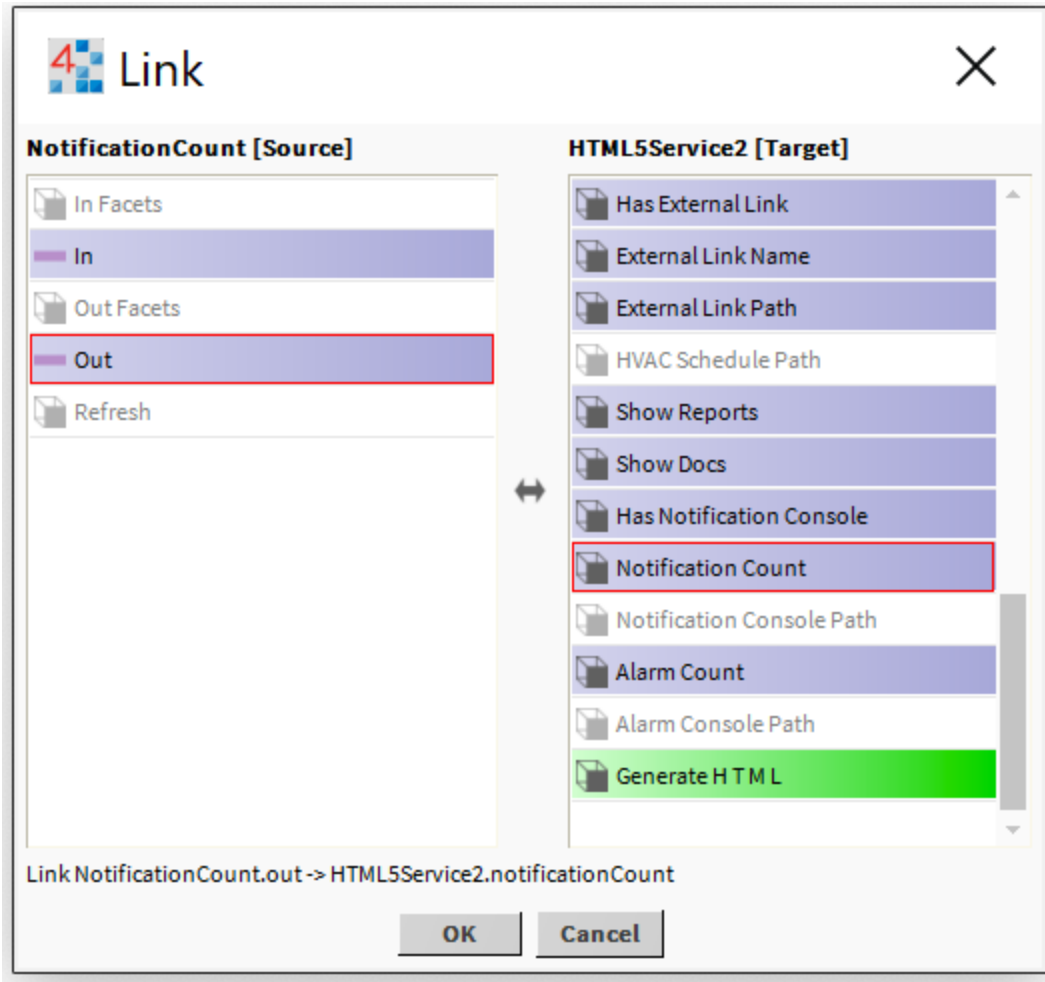 4 Link
NotificationCount [Source]
In Facets
In
Out Facets
Out
Refresh
HTML5Service2 [Target]
Has External Link
External Link Name
External Link Path
HVAC Schedule Path
Show Reports
Show Docs
Has Notification Console
Notification Count
Notification Console Path
Alarm Count
Alarm Console Path
Generate H T M L
Link NotificationCount.out -> HTML5Service2.notificationCount
OK
Cancel